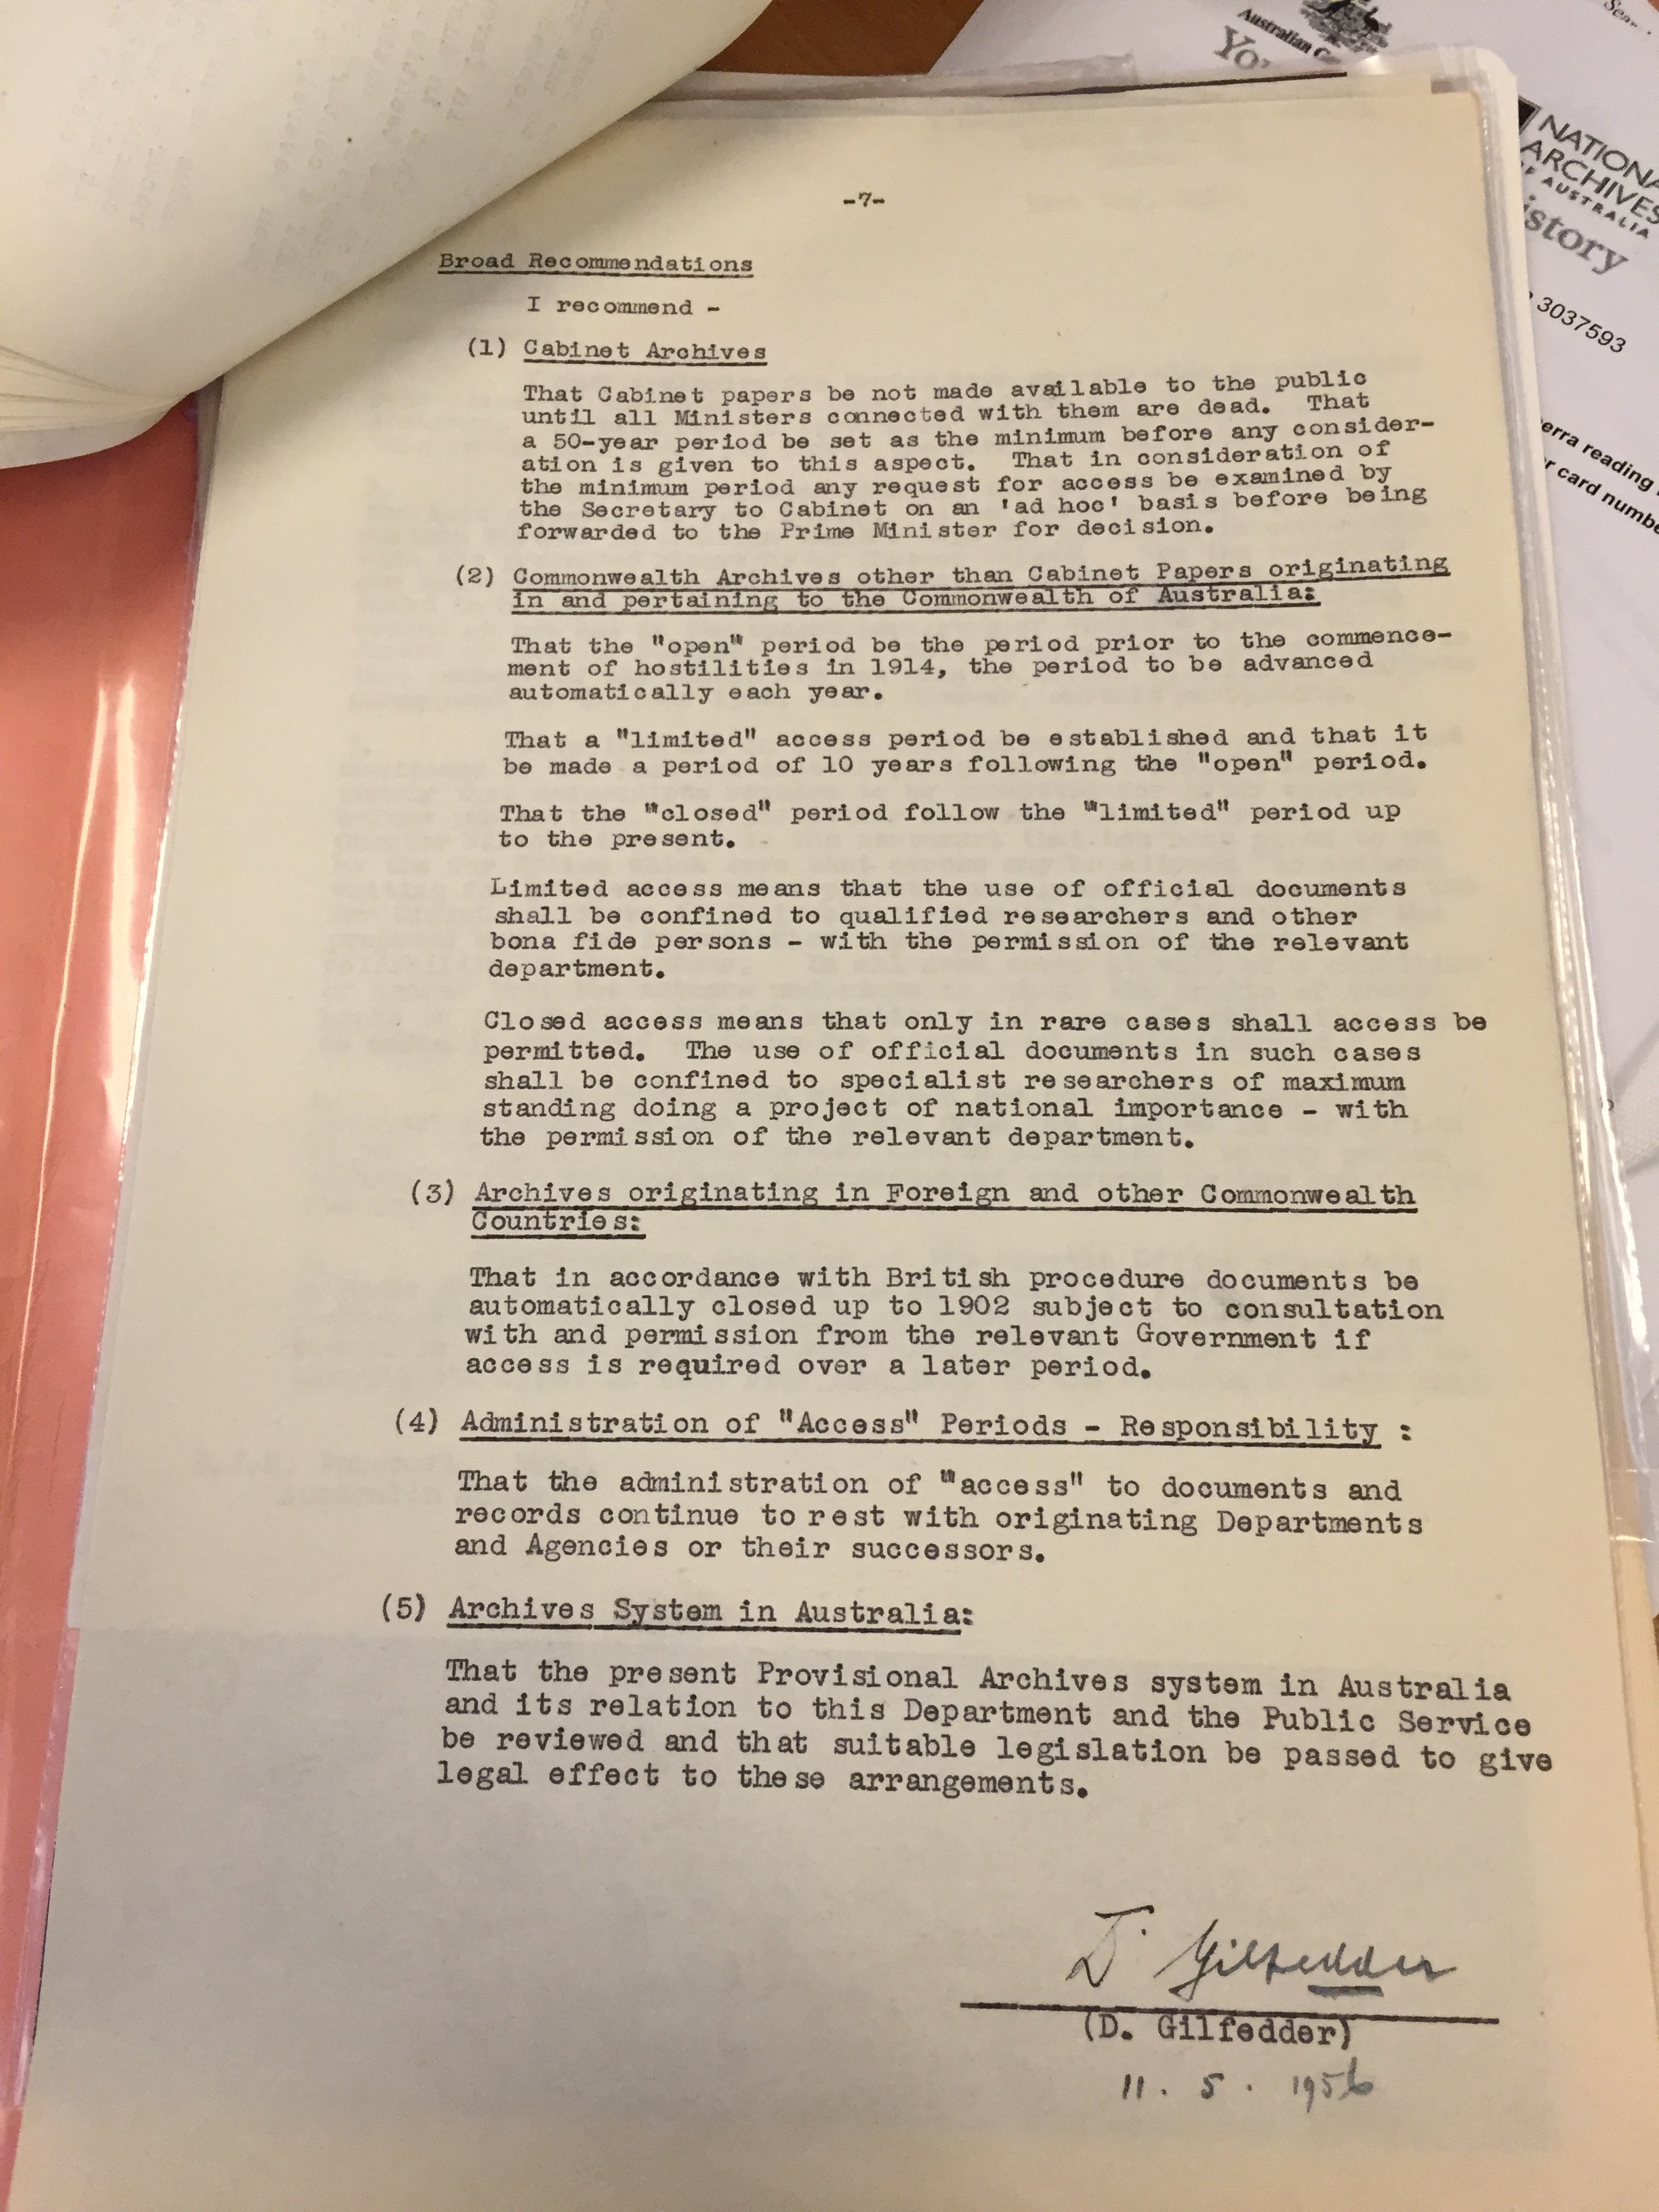 -7-
Broad Recommendations
I recommend -
(1) Cabinet Archives
That Cabinet papers be not made available to the public
until all Ministers connected with them are dead. That
a 50-year period be set as the minimum before any consider-
ation is given to this aspect. That in consideration of
the minimum period any request for access be examined by
the Secretary to Cabinet on an 'ad hoc' basis before being
forwarded to the Prime Minister for decision.
(2) Commonwealth Archives other than Cabinet Papers originating
in and pertaining to the Commonwealth of Australia:
That the "open" period be the period prior to the commence-
ment of hostilities in 1914, the period to be advanced
automatically each year.
That a "limited" access period be established and that it
be made a period of 10 years following the "open" period.
That the "closed" period follow the "limited" period up
to the present.
Limited access means that the use of official documents
shall be confined to qualified researchers and other
bona fide persons - with the permission of the relevant
department.
Closed access means that only in rare cases shall access be
permitted. The use of official documents in such cases
shall be confined to specialist researchers of maximum
standing doing a project of national importance - with
the permission of the relevant department.
(3) Archives originating in Foreign and other Commonwealth
Countries:
That in accordance with British procedure documents be
automatically closed up to 1902 subject to consultation
with and permission from the relevant Government if
access is required over a later period.
(4) Administration of "Access" Periods - Responsibility :
That the administration of "access" to documents and
records continue to rest with originating Departments
and Agencies or their successors.
(5) Archives System in Australia:
That the present Provisional Archives system in Australia
and its relation to this Department and the Public Service
be reviewed and that suitable legislation be passed to give
legal effect to these arrangements.
D. Gilfedder
(D. Gilfedder)
11. 5. 1956
Australian
NATIONA
ARCHIVES
OF AUSTRALIA
istory
3037593
erra reading
r card numbe